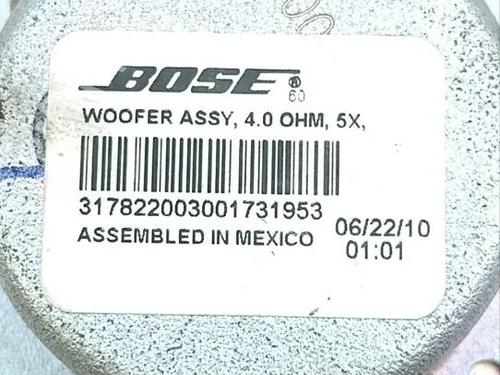 BOSE®
60
WOOFER ASSY, 4.0 OHM, 5X,
317822003001731953
ASSEMBLED IN MEXICO
06/22/10
01:01